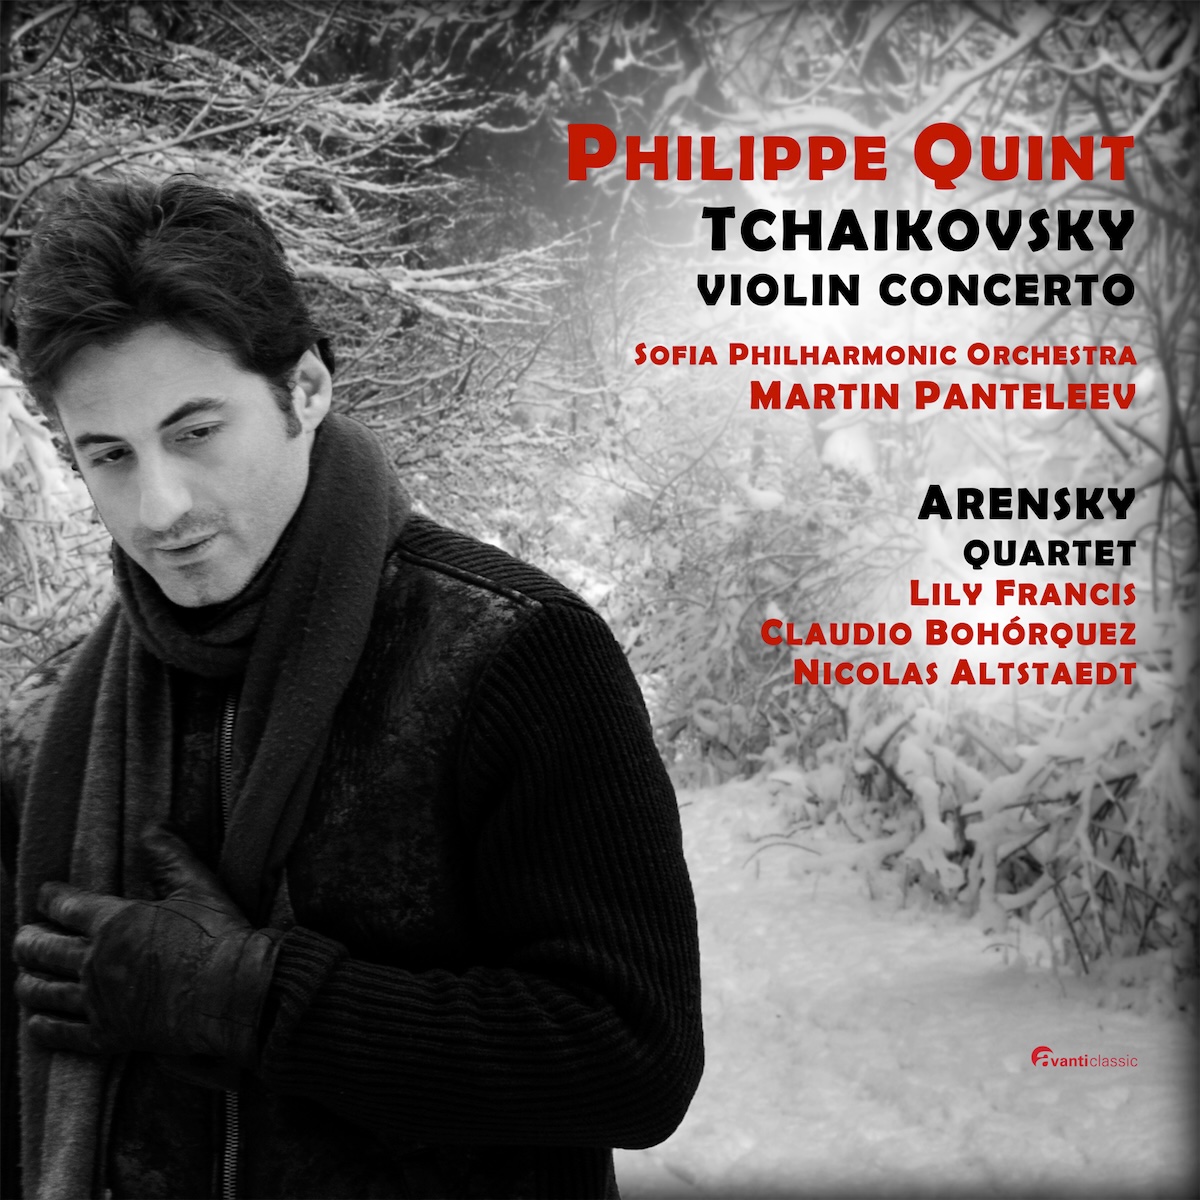 PHILIPPE QUINT
TCHAIKOVSKY
VIOLIN CONCERTO
SOFIA PHILHARMONIC ORCHESTRA
MARTIN PANTELEEV
ARENSKY
QUARTET
LILY FRANCIS
CLAUDIO BOHÓRQUEZ
NICOLAS ALTSTAEDT
avanticlassic